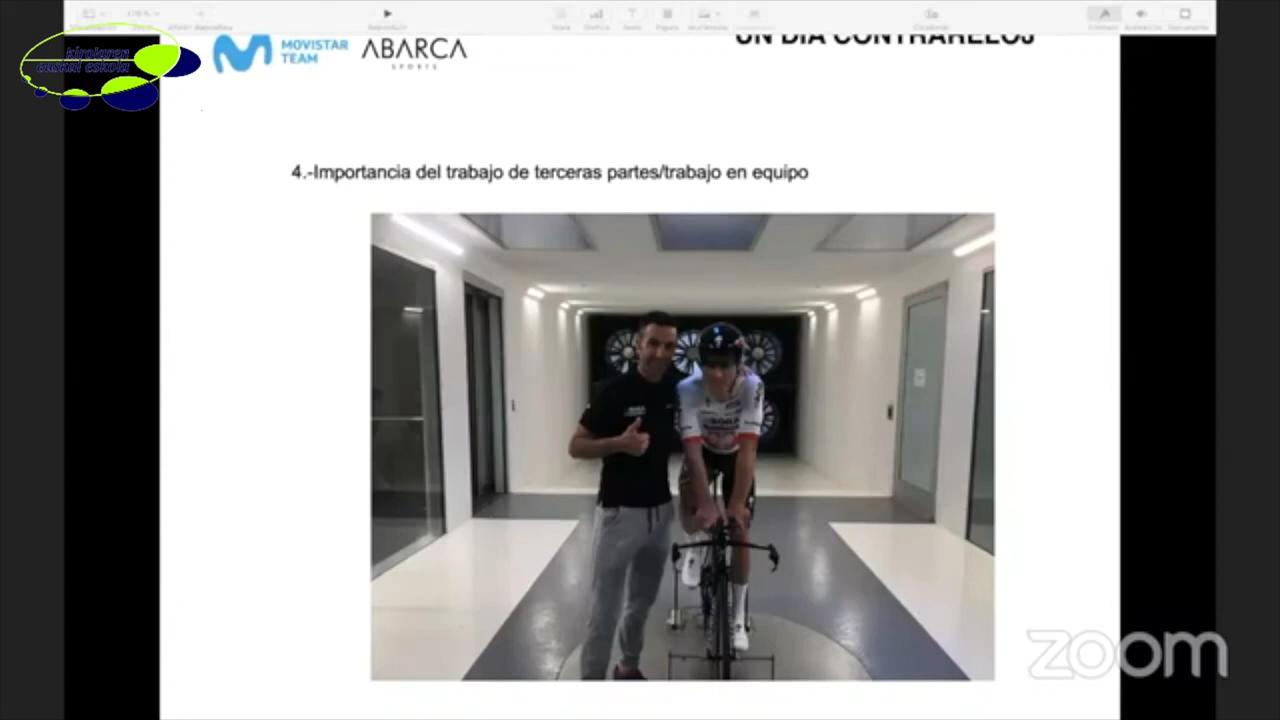 kirolaren
euskal eskola
MOVISTAR
TEAM
ABARCA
SPORTS
UN DIA CONTRARELOJ
4.-Importancia del trabajo de terceras partes/trabajo en equipo
zoom